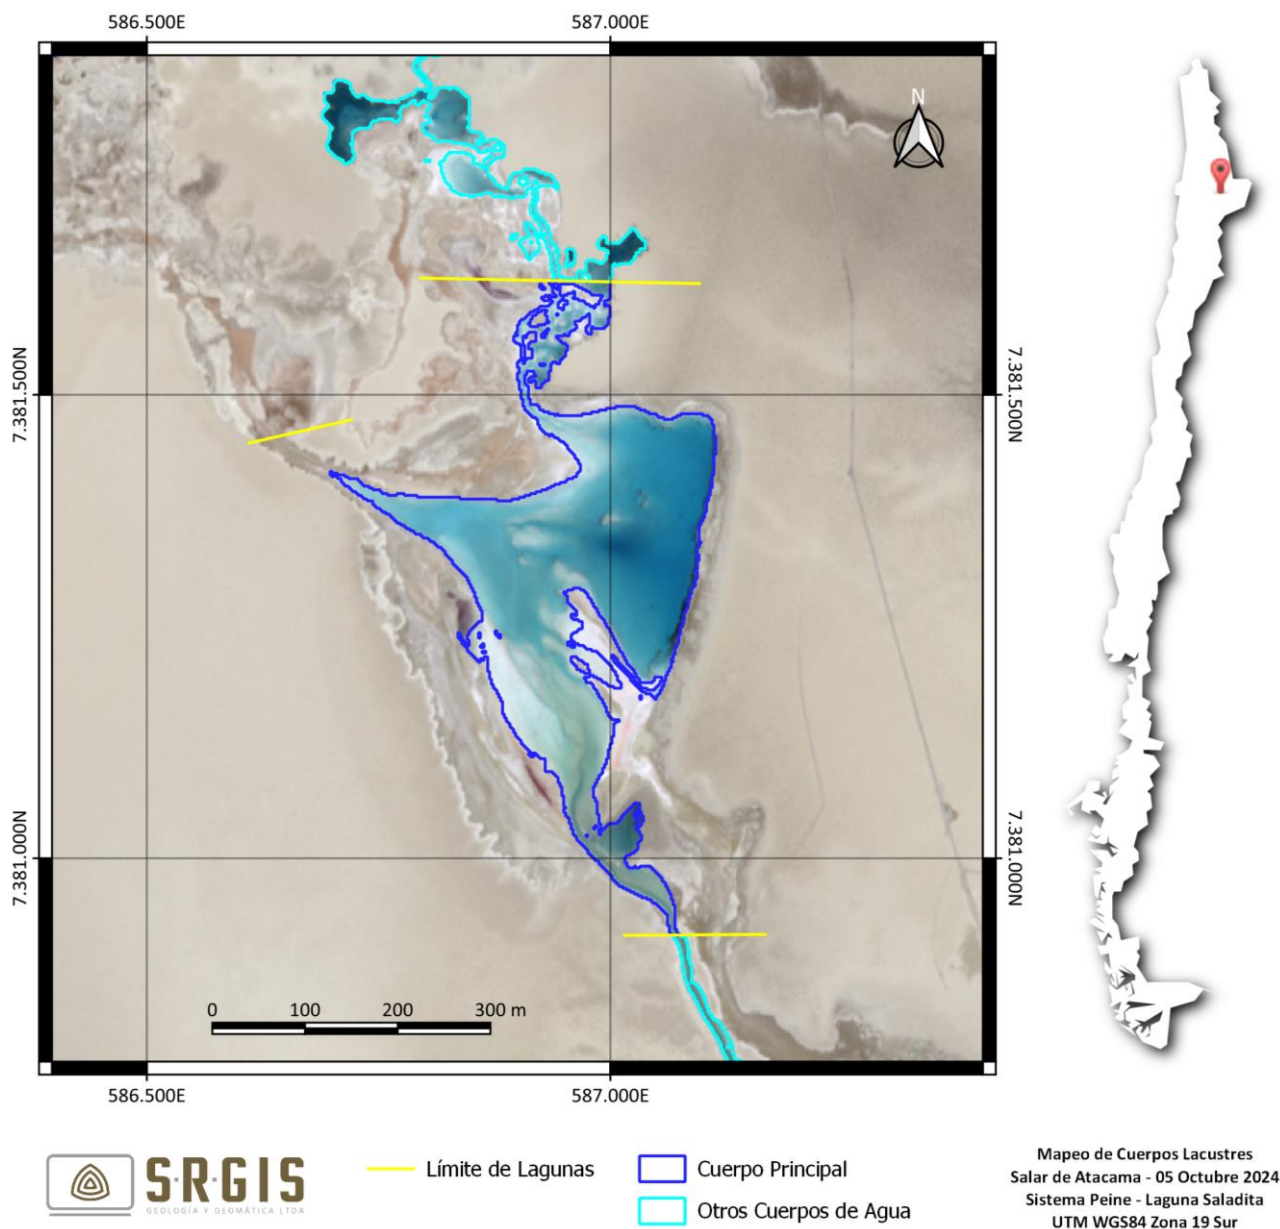 586.500E
587.000E
N
7.381.500N
7.381.500N
7.381.000N
7.381.000N
0 100 200 300 m
586.500E
587.000E
S·R·GIS
GEOLOGÍA Y GEOMÁTICA LTDA
Límite de Lagunas
Cuerpo Principal
Otros Cuerpos de Agua
Mapeo de Cuerpos Lacustres
Salar de Atacama - 05 Octubre 2024
Sistema Peine - Laguna Saladita
UTM WGS84 Zona 19 Sur